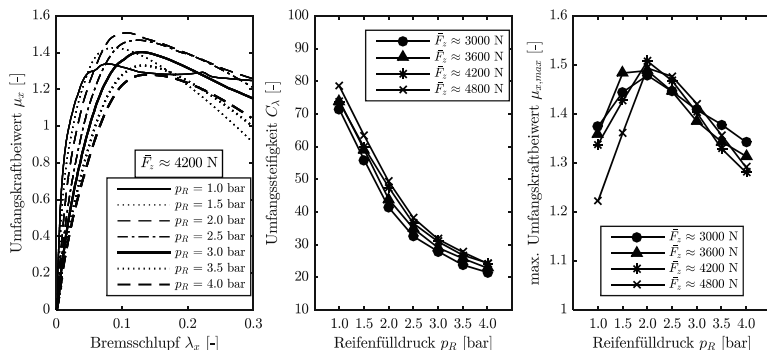 Umfangskraftbeiwert μx [-]
1.6
1.4
1.2
1
0.8
0.6
0.4
0.2
0
0
0.1
0.2
0.3
Bremsschlupf λx [-]
F̄z ≈ 4200 N
pR = 1.0 bar
pR = 1.5 bar
pR = 2.0 bar
pR = 2.5 bar
pR = 3.0 bar
pR = 3.5 bar
pR = 4.0 bar
Umfangssteifigkeit Cλ [-]
100
90
80
70
60
50
40
30
20
10
1.0 1.5 2.0 2.5 3.0 3.5 4.0
Reifenfülldruck pR [bar]
F̄z ≈ 3000 N
F̄z ≈ 3600 N
F̄z ≈ 4200 N
F̄z ≈ 4800 N
max. Umfangskraftbeiwert μx,max [-]
1.6
1.5
1.4
1.3
1.2
1.1
1
1.0 1.5 2.0 2.5 3.0 3.5 4.0
Reifenfülldruck pR [bar]
F̄z ≈ 3000 N
F̄z ≈ 3600 N
F̄z ≈ 4200 N
F̄z ≈ 4800 N